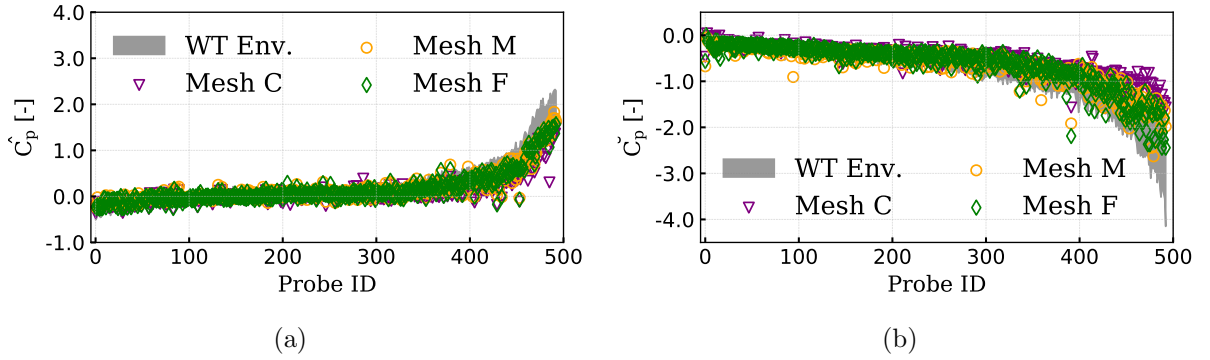 4.0
3.0
2.0
1.0
0.0
-1.0
Ĉp [-]
WT Env.
Mesh M
Mesh C
Mesh F
0 100 200 300 400 500
Probe ID
(a)
0.0
-1.0
-2.0
-3.0
-4.0
C̆p [-]
WT Env.
Mesh M
Mesh C
Mesh F
0 100 200 300 400 500
Probe ID
(b)